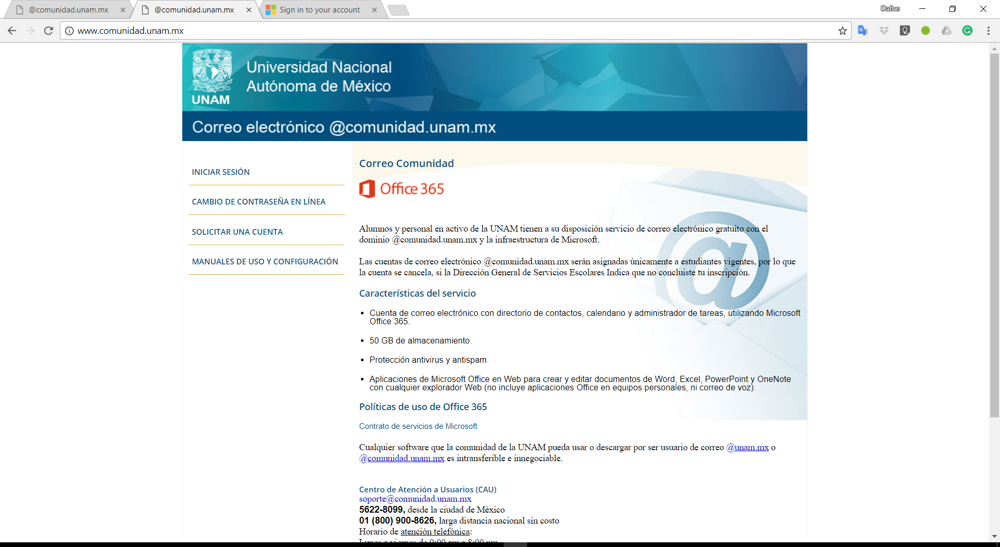 @comunidad.unam.mx
@comunidad.unam.mx
Sign in to your account
Dafne
www.comunidad.unam.mx
UNAM
Universidad Nacional
Autónoma de México
Correo electrónico @comunidad.unam.mx
INICIAR SESIÓN
CAMBIO DE CONTRASEÑA EN LÍNEA
SOLICITAR UNA CUENTA
MANUALES DE USO Y CONFIGURACIÓN
Correo Comunidad
Office 365
Alumnos y personal en activo de la UNAM tienen a su disposición servicio de correo electrónico gratuito con el
dominio @comunidad.unam.mx y la infraestructura de Microsoft.
Las cuentas de correo electrónico @comunidad.unam.mx serán asignadas únicamente a estudiantes vigentes, por lo que
la cuenta se cancela, si la Dirección General de Servicios Escolares Indica que no concluiste tu inscripción.
Características del servicio
• Cuenta de correo electrónico con directorio de contactos, calendario y administrador de tareas, utilizando Microsoft
Office 365.
• 50 GB de almacenamiento.
• Protección antivirus y antispam.
• Aplicaciones de Microsoft Office en Web para crear y editar documentos de Word, Excel, PowerPoint y OneNote
con cualquier explorador Web (no incluye aplicaciones Office en equipos personales, ni correo de voz).
Políticas de uso de Office 365
Contrato de servicios de Microsoft
Cualquier software que la comunidad de la UNAM pueda usar o descargar por ser usuario de correo @unam.mx o
@comunidad.unam.mx es intransferible e innegociable.
Centro de Atención a Usuarios (CAU)
soporte@comunidad.unam.mx
5622-8099, desde la ciudad de México
01 (800) 900-8626, larga distancia nacional sin costo
Horario de atención telefónica:
Lunes a viernes de 9:00 am a 8:00 pm